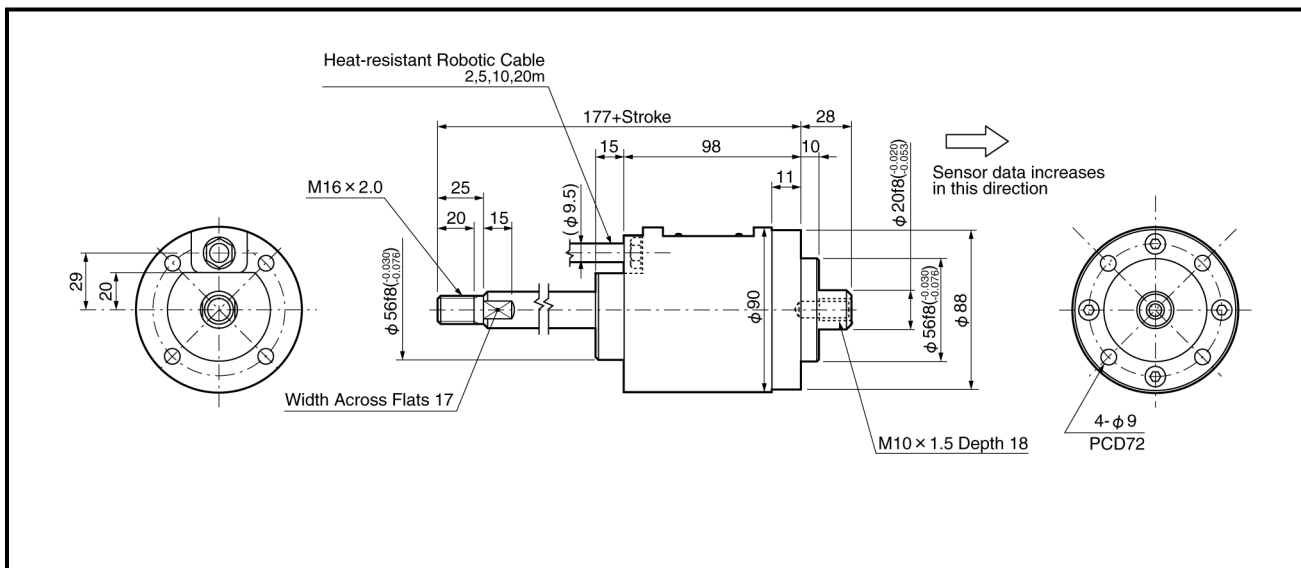 Heat-resistant Robotic Cable
2,5,10,20m
177+Stroke
28
15
98
10
Sensor data increases
in this direction
M16×2.0
25
20
15
11
(φ9.5)
φ20f8(-0.020 -0.053)
29
20
φ56f8(-0.030 -0.076)
φ90
φ56f8(-0.030 -0.076)
φ88
Width Across Flats 17
M10×1.5 Depth 18
4-φ9
PCD72